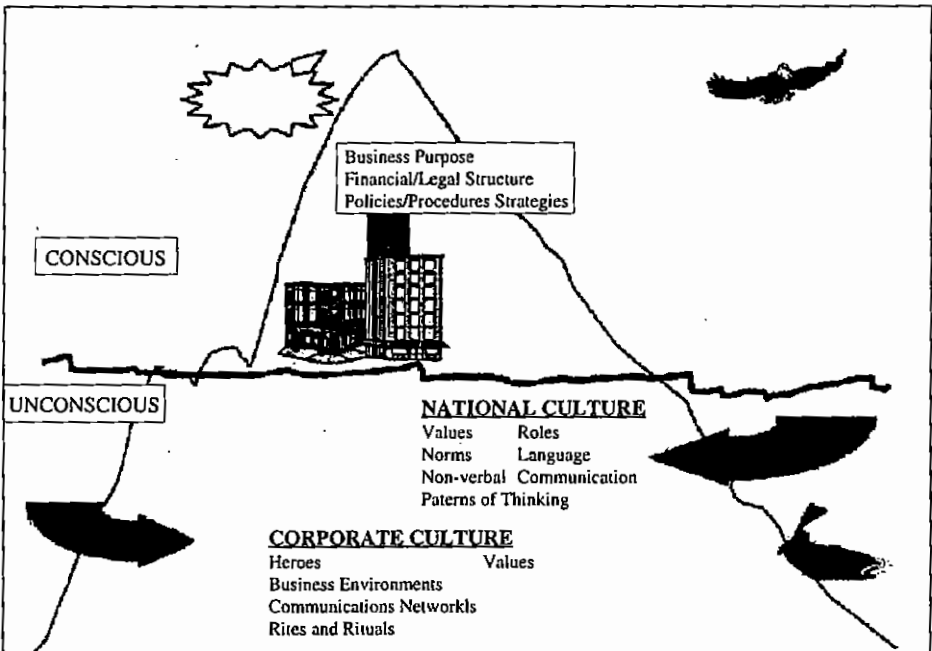 Business Purpose
Financial/Legal Structure
Policies/Procedures Strategies
CONSCIOUS
UNCONSCIOUS
NATIONAL CULTURE
Values Roles
Norms Language
Non-verbal Communication
Paterns of Thinking
CORPORATE CULTURE
Heroes Values
Business Environments
Communications Networkls
Rites and Rituals